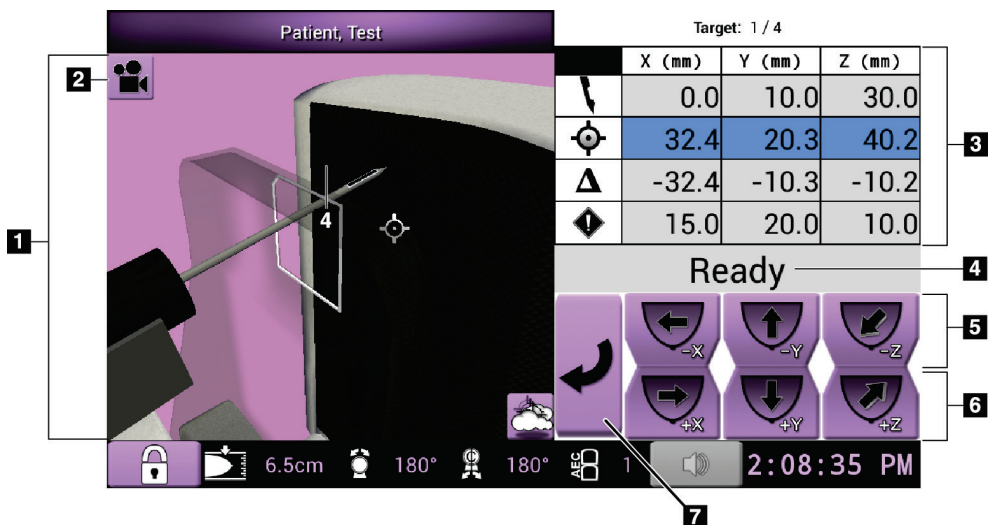 Patient, Test
Target: 1 / 4
X (mm) Y (mm) Z (mm)
0.0 10.0 30.0
32.4 20.3 40.2
Δ -32.4 -10.3 -10.2
! 15.0 20.0 10.0
Ready
-X -Y -Z
+X +Y +Z
4
6.5cm 180° C 180° AEC 1 2:08:35 PM
1
2
3
4
5
6
7